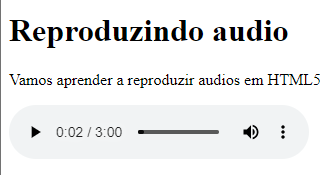 Reproduzindo audio
Vamos aprender a reproduzir audios em HTML5
0:02 / 3:00